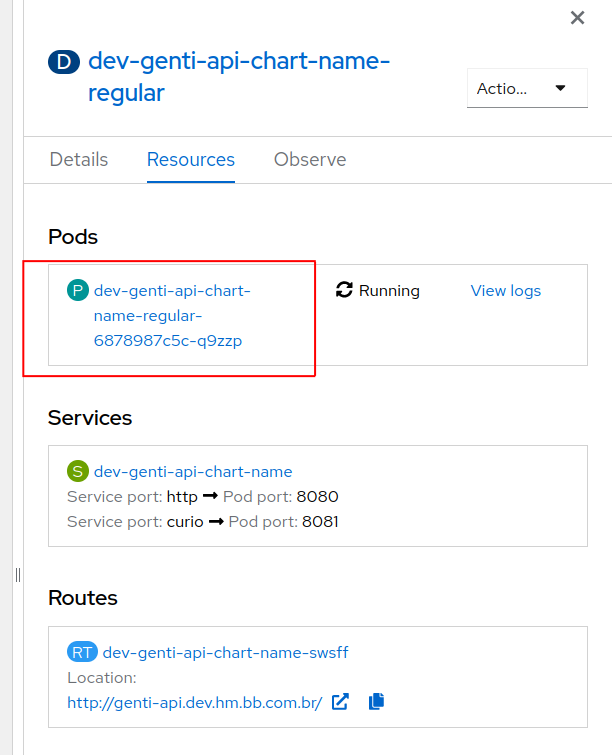 D dev-genti-api-chart-name-
regular
Actio...
Details Resources Observe
Pods
P dev-genti-api-chart-
name-regular-
6878987c5c-q9zzp
Running View logs
Services
S dev-genti-api-chart-name
Service port: http ➞ Pod port: 8080
Service port: curio ➞ Pod port: 8081
Routes
RT dev-genti-api-chart-name-swsff
Location:
http://genti-api.dev.hm.bb.com.br/